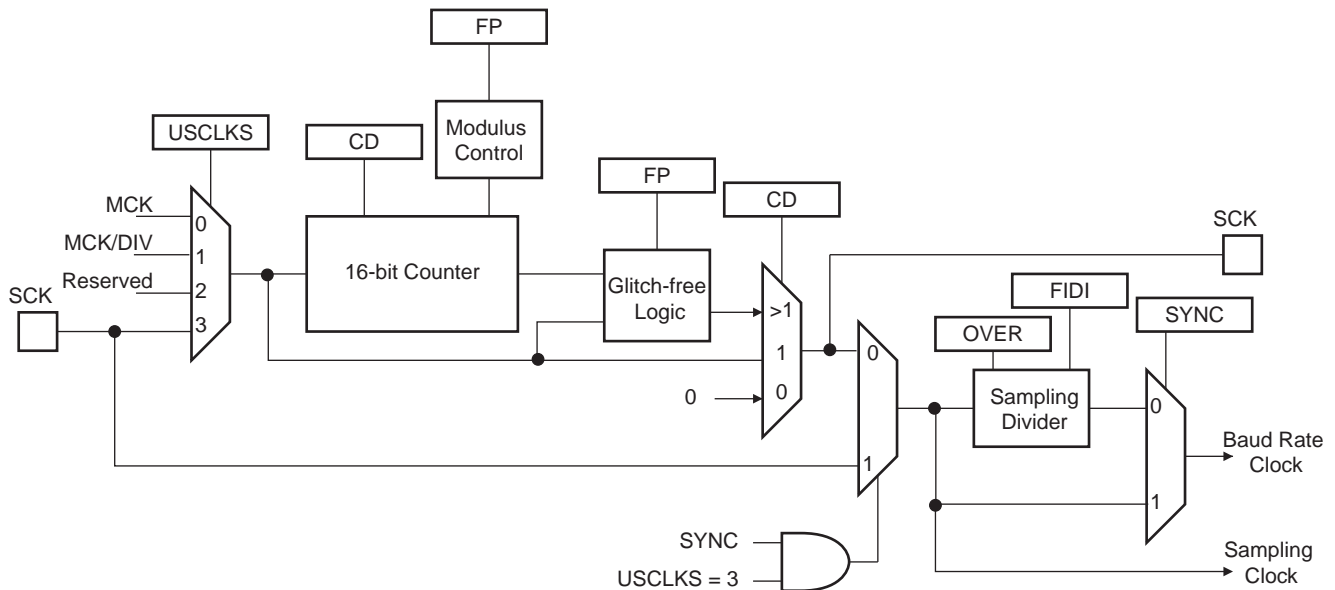 FP
USCLKS
CD
Modulus
Control
FP
CD
MCK
0
MCK/DIV
1
Reserved
2
SCK
3
16-bit Counter
Glitch-free
Logic
>1
1
0
0
SCK
FIDI
OVER
SYNC
0
1
Sampling
Divider
0
1
Baud Rate
Clock
SYNC
USCLKS = 3
Sampling
Clock